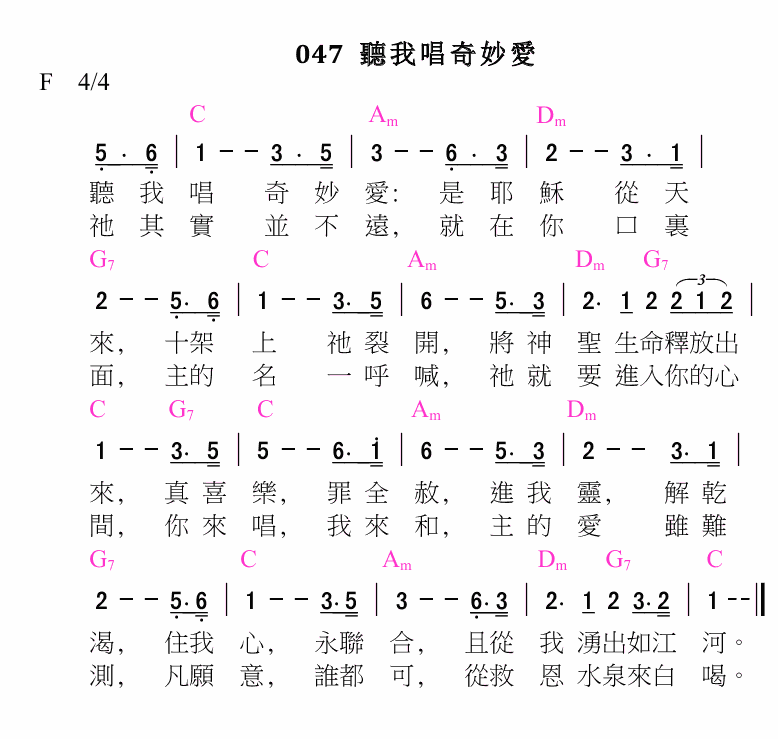 047 聽我唱奇妙愛
F 4/4
C Am Dm
5 . 6 | 1 - - 3 . 5 | 3 - - 6 . 3 | 2 - - 3 . 1 |
聽 我 唱 奇 妙 愛： 是 耶 穌 從 天
祂 其 實 並 不 遠， 就 在 你 口 裏
G7 C Am Dm G7
3
2 - - 5 . 6 | 1 - - 3 . 5 | 6 - - 5 . 3 | 2 . 1 2 2 1 2 |
來， 十架 上 祂 裂 開， 將 神 聖 生命釋放出
面， 主的 名 一 呼 喊， 祂 就 要 進入你的心
C G7 C Am Dm
1 - - 3 . 5 | 5 - - 6 . 1 | 6 - - 5 . 3 | 2 - - 3 . 1 |
來， 真 喜 樂， 罪 全 赦， 進 我 靈， 解 乾
間， 你 來 唱， 我 來 和， 主 的 愛 雖 難
G7 C Am Dm G7 C
2 - - 5 . 6 | 1 - - 3 . 5 | 3 - - 6 . 3 | 2 . 1 2 3 . 2 | 1 - - ‖
渴， 住我 心， 永聯 合， 且從 我 湧出如江 河。
測， 凡願 意， 誰都 可， 從救 恩 水泉來白 喝。